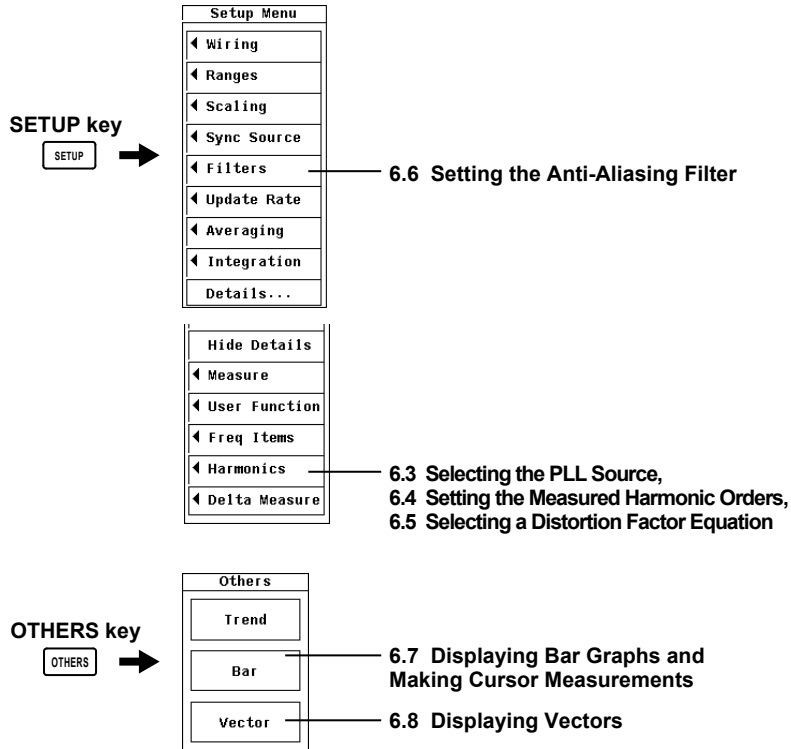 Setup Menu
Wiring
Ranges
Scaling
SETUP key
Sync Source
SETUP
Filters
6.6 Setting the Anti-Aliasing Filter
Update Rate
Averaging
Integration
Details...
Hide Details
Measure
User Function
Freq Items
Harmonics
6.3 Selecting the PLL Source,
6.4 Setting the Measured Harmonic Orders,
6.5 Selecting a Distortion Factor Equation
Delta Measure
Others
Trend
OTHERS key
OTHERS
Bar
6.7 Displaying Bar Graphs and
Making Cursor Measurements
Vector
6.8 Displaying Vectors